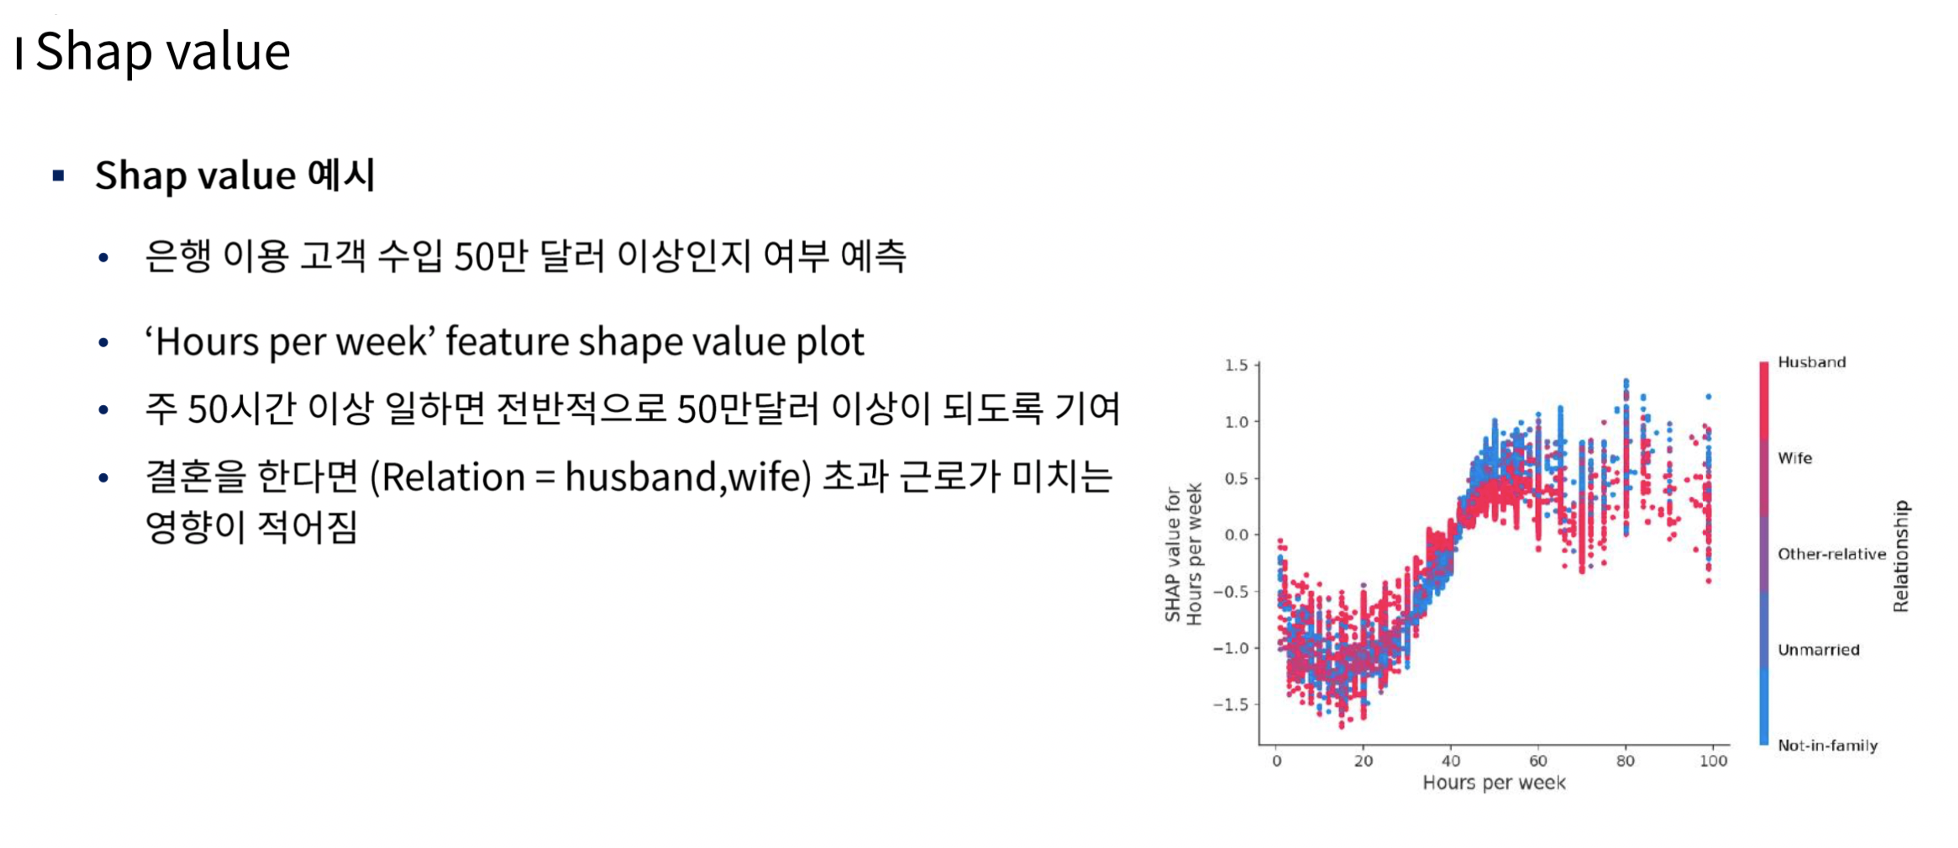 I Shap value
Shap value 예시
은행 이용 고객 수입 50만 달러 이상인지 여부 예측
‘Hours per week’ feature shape value plot
주 50시간 이상 일하면 전반적으로 50만달러 이상이 되도록 기여
결혼을 한다면 (Relation = husband,wife) 초과 근로가 미치는
영향이 적어짐
SHAP value for
Hours per week
1.5
1.0
0.5
0.0
−0.5
−1.0
−1.5
0 20 40 60 80 100
Hours per week
Husband
Wife
Other-relative
Unmarried
Not-in-family
Relationship